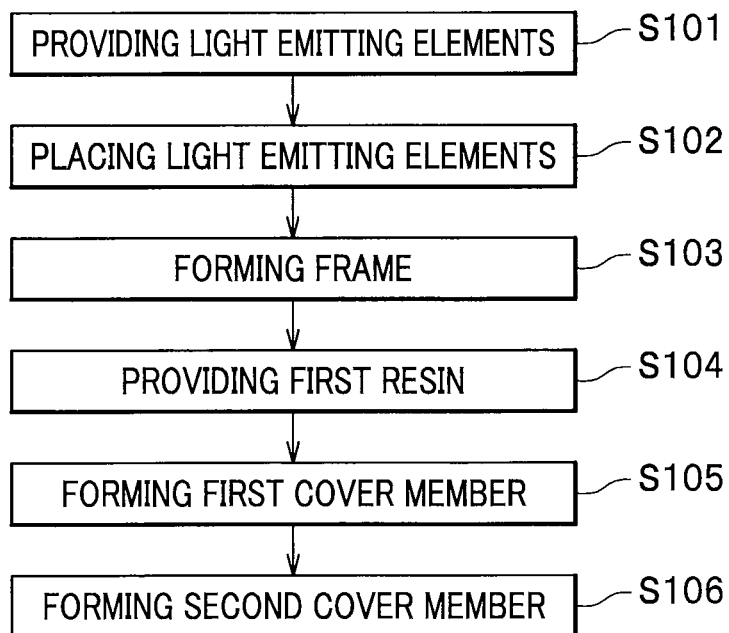 PROVIDING LIGHT EMITTING ELEMENTS S101
PLACING LIGHT EMITTING ELEMENTS S102
FORMING FRAME S103
PROVIDING FIRST RESIN S104
FORMING FIRST COVER MEMBER S105
FORMING SECOND COVER MEMBER S106